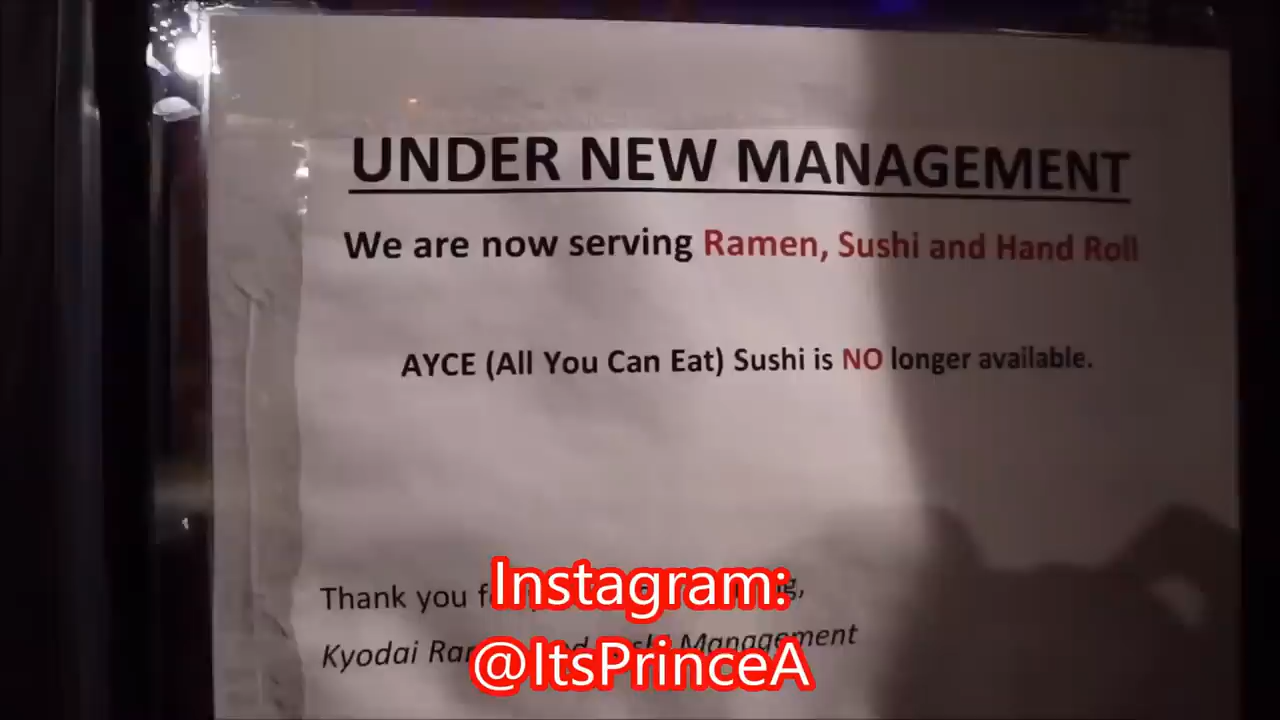 UNDER NEW MANAGEMENT
We are now serving Ramen, Sushi and Hand Roll
AYCE (All You Can Eat) Sushi is NO longer available.
Thank you
Kyodai Management
Instagram:
@ItsPrinceA